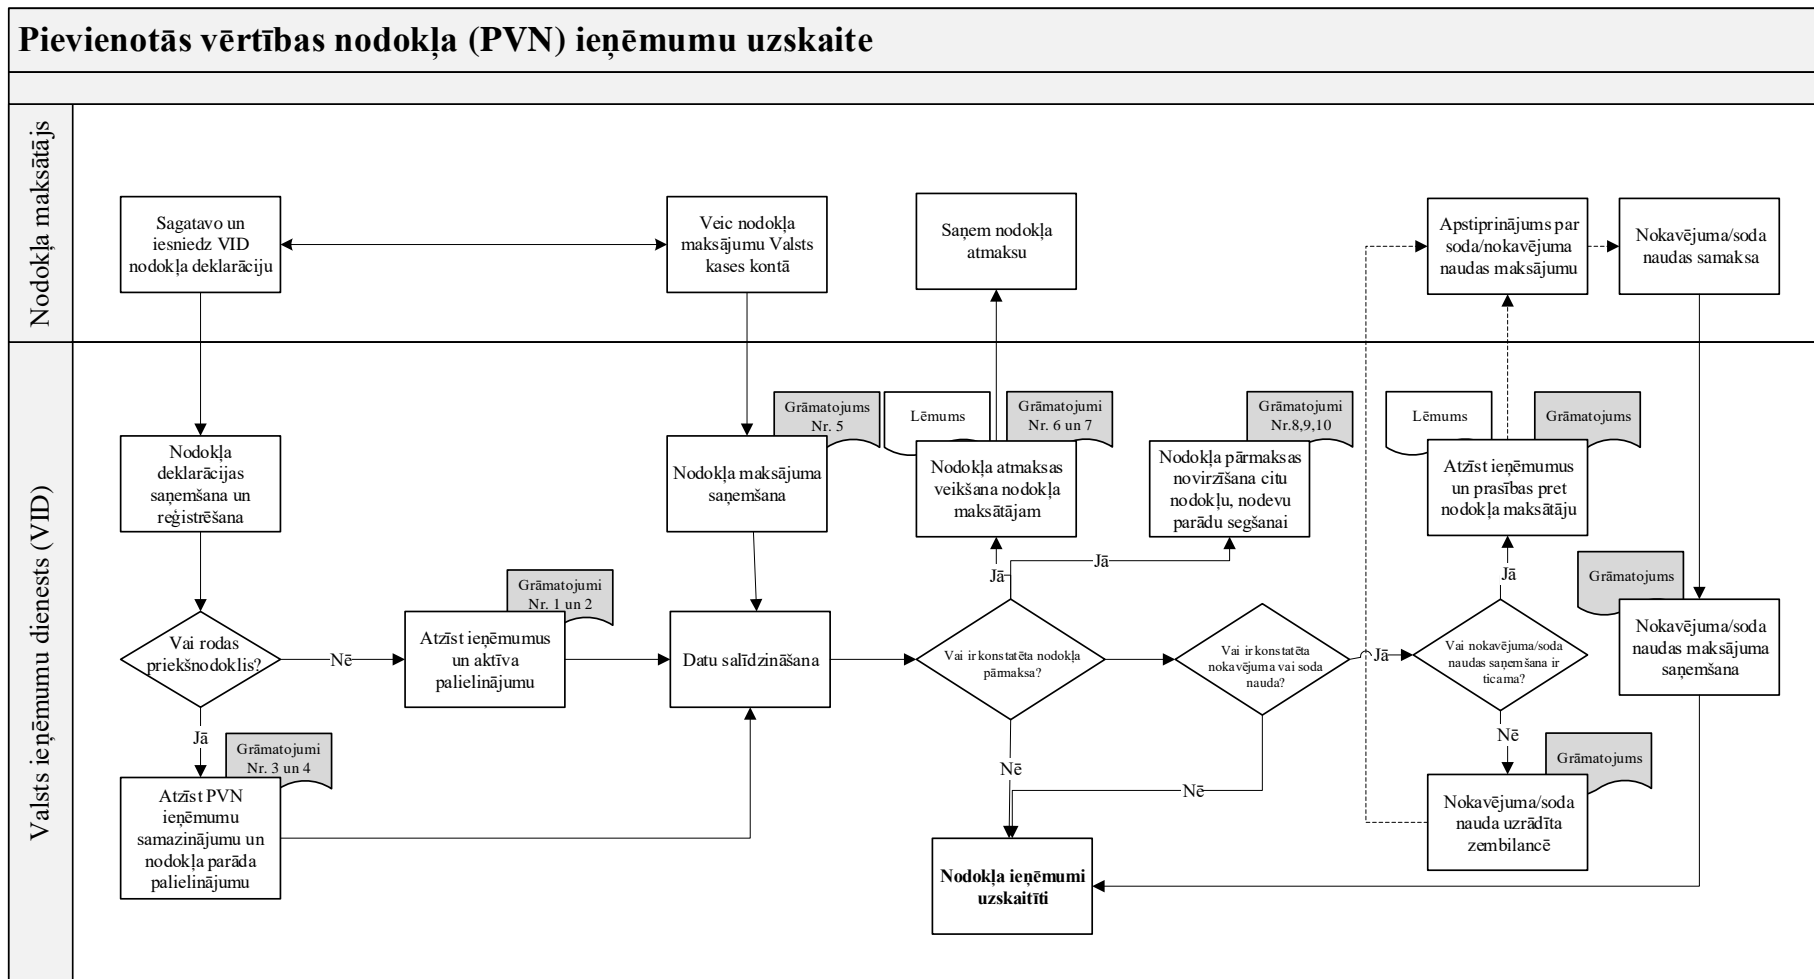 Pievienotās vērtības nodokļa (PVN) ieņēmumu uzskaite
Nodokļa maksātājs
Sagatavo un
iesniedz VID
nodokļa deklarāciju
Veic nodokļa
maksājumu Valsts
kases kontā
Saņem nodokļa
atmaksu
Apstiprinājums par
soda/nokavējuma
naudas maksājumu
Nokavējuma/soda
naudas samaksa
Valsts ieņēmumu dienests (VID)
Nodokļa
deklarācijas
saņemšana un
reģistrēšana
Grāmatojums
Nr. 5
Nodokļa maksājuma
saņemšana
Lēmums
Grāmatojumi
Nr. 6 un 7
Nodokļa atmaksas
veikšana nodokļa
maksātājam
Grāmatojumi
Nr.8,9,10
Nodokļa pārmaksas
novirzīšana citu
nodokļu, nodevu
parādu segšanai
Lēmums
Grāmatojums
Atzīst ieņēmumus
un prasības pret
nodokļa maksātāju
Jā
Jā
Jā
Vai rodas
priekšnodoklis?
Nē
Grāmatojumi
Nr. 1 un 2
Atzīst ieņēmumus
un aktīva
palielinājumu
Datu salīdzināšana
Vai ir konstatēta nodokļa
pārmaksa?
Vai ir konstatēta
nokavējuma vai soda
nauda?
Jā
Vai nokavējuma/soda
naudas saņemšana ir
ticama?
Grāmatojums
Nokavējuma/soda
naudas maksājuma
saņemšana
Jā
Grāmatojumi
Nr. 3 un 4
Atzīst PVN
ieņēmumu
samazinājumu un
nodokļa parāda
palielinājumu
Nē
Nē
Nē
Grāmatojums
Nokavējuma/soda
nauda uzrādīta
zembilancē
Nodokļa ieņēmumi
uzskaitīti